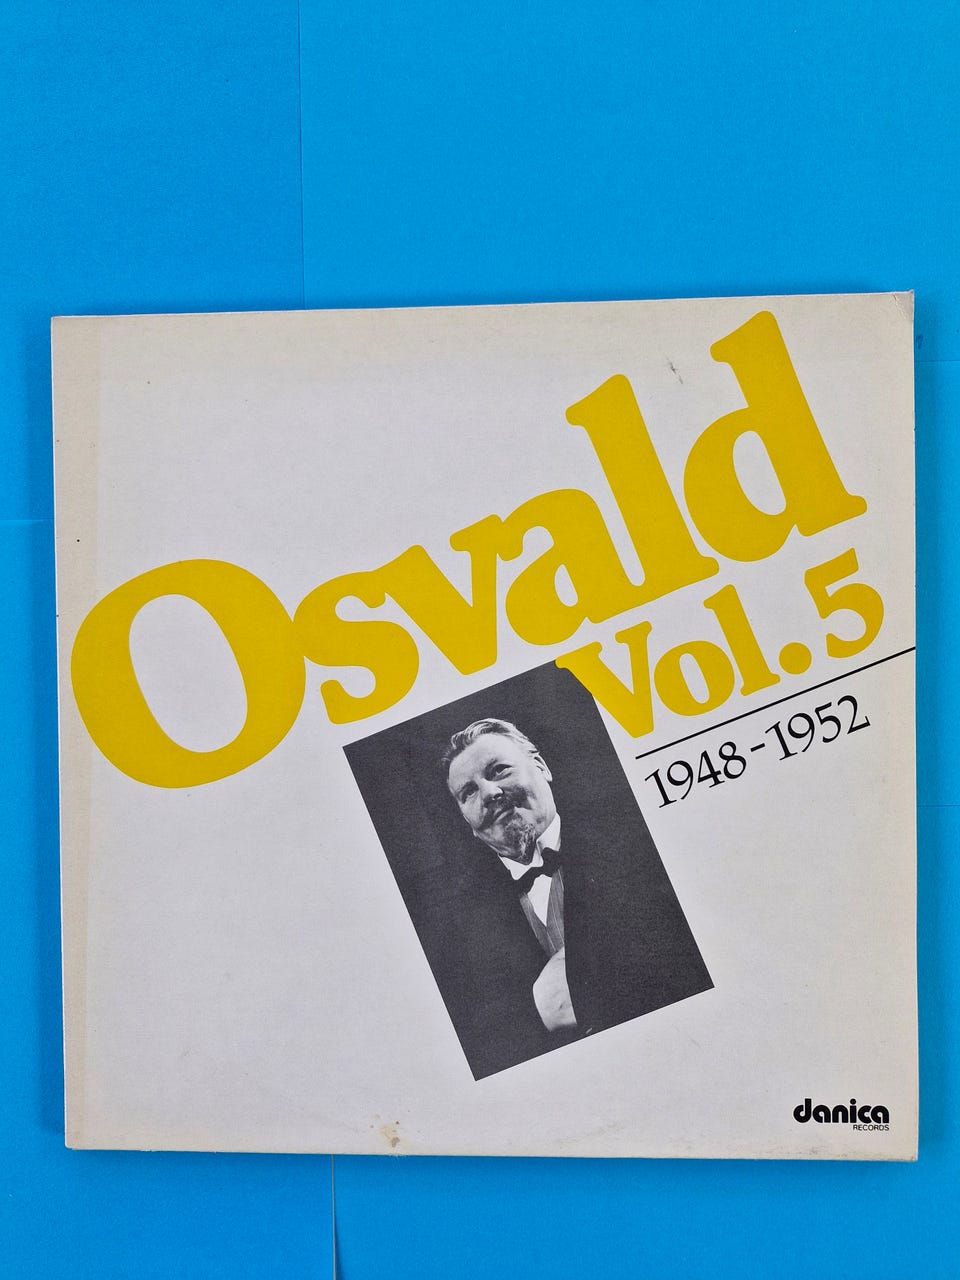 Osvald
Vol. 5
1948-1952
danica
RECORDS